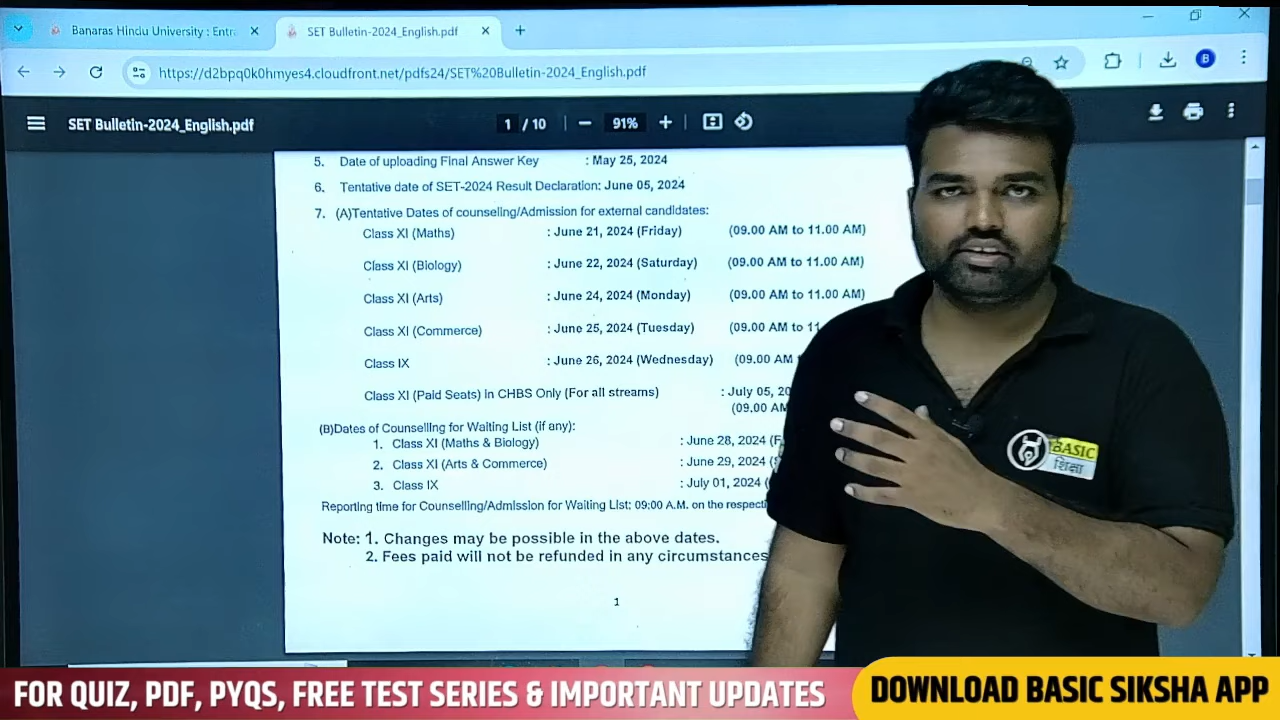 Banaras Hindu University : Entr
SET Bulletin-2024_English.pdf
https://d2bpq0k0hmyes4.cloudfront.net/pdfs24/SET%20Bulletin-2024_English.pdf
B
SET Bulletin-2024_English.pdf
1 / 10
91%
5. Date of uploading Final Answer Key : May 25, 2024
6. Tentative date of SET-2024 Result Declaration: June 05, 2024
7. (A)Tentative Dates of counseling/Admission for external candidates:
Class XI (Maths) : June 21, 2024 (Friday) (09.00 AM to 11.00 AM)
Class XI (Biology) : June 22, 2024 (Saturday) (09.00 AM to 11.00 AM)
Class XI (Arts) : June 24, 2024 (Monday) (09.00 AM to 11.00 AM)
Class XI (Commerce) : June 25, 2024 (Tuesday) (09.00 AM to 11
Class IX : June 26, 2024 (Wednesday) (09.00 AM
Class XI (Paid Seats) in CHBS Only (For all streams) : July 05, 20
(09.00 AM
(B)Dates of Counselling for Waiting List (if any):
1. Class XI (Maths & Biology) : June 28, 2024 (F
2. Class XI (Arts & Commerce) : June 29, 2024 (S
3. Class IX : July 01, 2024 (
Reporting time for Counselling/Admission for Waiting List: 09:00 A.M. on the respecti
Note: 1. Changes may be possible in the above dates.
2. Fees paid will not be refunded in any circumstances
1
BASIC
शिक्षा
FOR QUIZ, PDF, PYQS, FREE TEST SERIES & IMPORTANT UPDATES
DOWNLOAD BASIC SIKSHA APP